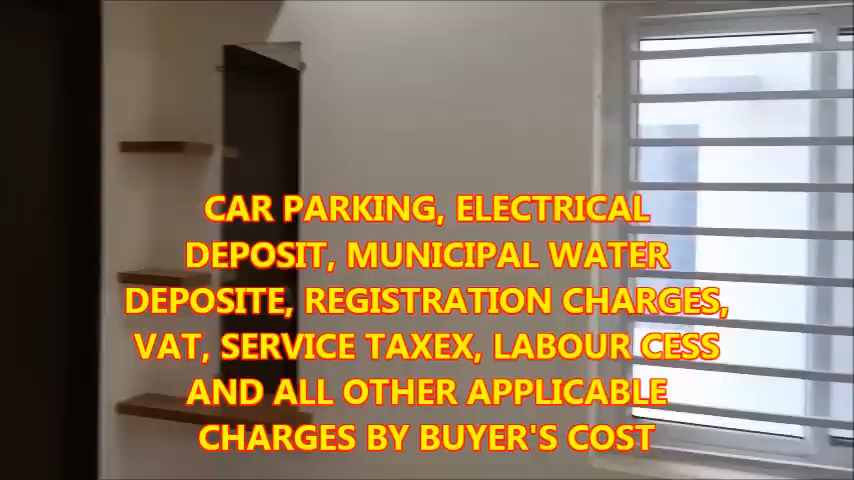 CAR PARKING, ELECTRICAL
DEPOSIT, MUNICIPAL WATER
DEPOSITE, REGISTRATION CHARGES,
VAT, SERVICE TAXEX, LABOUR CESS
AND ALL OTHER APPLICABLE
CHARGES BY BUYER'S COST